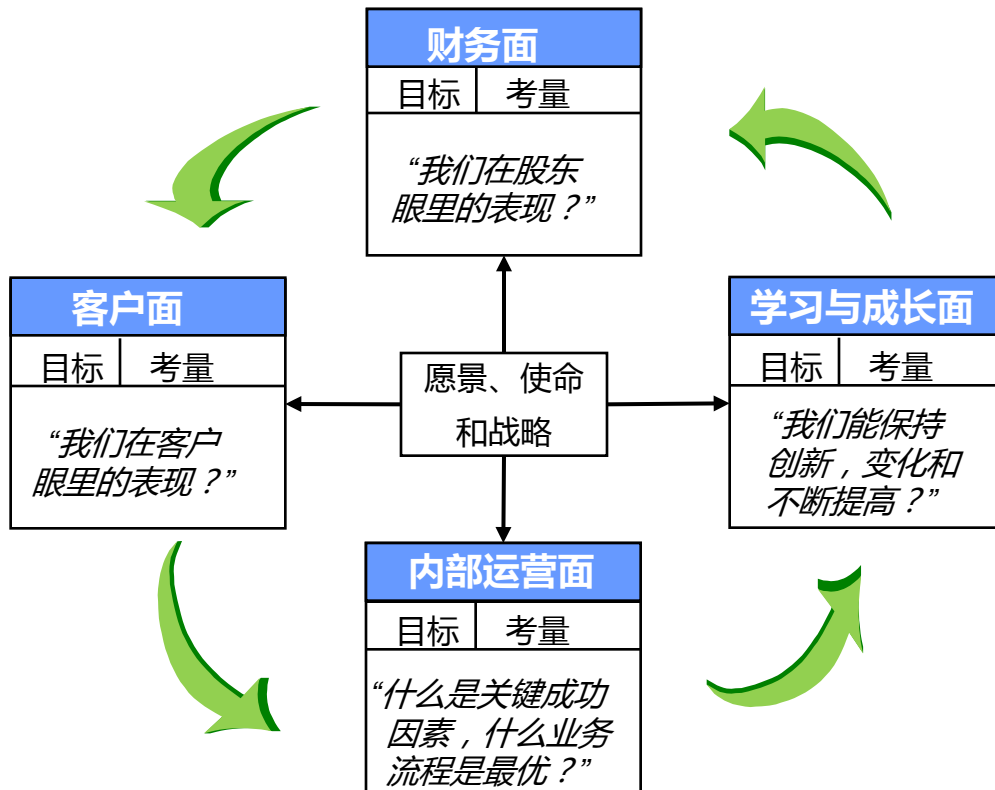 财务面
目标 考量
“我们在股东
眼里的表现？”
客户面
目标 考量
“我们在客户
眼里的表现？”
愿景、使命
和战略
学习与成长面
目标 考量
“我们能保持
创新，变化和
不断提高？”
内部运营面
目标 考量
“什么是关键成功
因素，什么业务
流程是最优？”